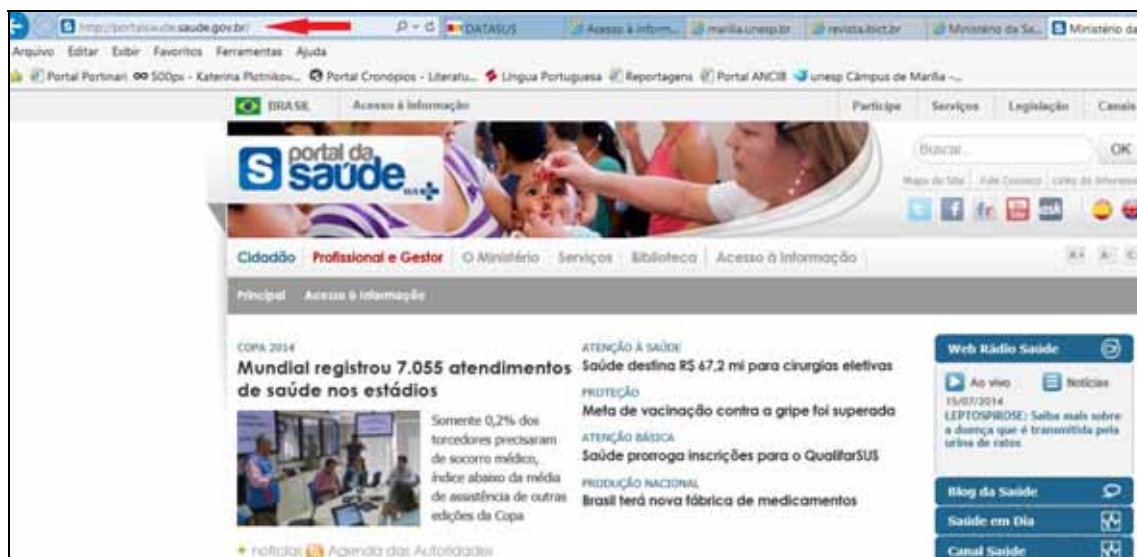 http://portalsaude.saude.gov.br/
DATASUS
Acesso à inform...
marilia.unesp.br
revista.ibict.br
Ministério da Sa...
Ministério da
Arquivo Editar Exibir Favoritos Ferramentas Ajuda
Portal Portinari 500px - Katerina Plotnikov... Portal Cronópios - Literatu... Língua Portuguesa Reportagens Portal ANCIB unesp Câmpus de Marília -...
BRASIL Acesso à Informação Participe Serviços Legislação Canais
S portal da saúde SUS
Buscar... OK
Mapa do Site Fale Conosco Links de Interesse
Cidadão Profissional e Gestor O Ministério Serviços Biblioteca Acesso à Informação A+ A-
Principal Acesso à Informação
COPA 2014
Mundial registrou 7.055 atendimentos
de saúde nos estádios
Somente 0,2% dos
torcedores precisaram
de socorro médico,
índice abaixo da média
de assistência de outras
edições da Copa
+ notícias Agenda das Autoridades
ATENÇÃO À SAÚDE
Saúde destina R$ 67,2 mi para cirurgias eletivas
PROTEÇÃO
Meta de vacinação contra a gripe foi superada
ATENÇÃO BÁSICA
Saúde prorroga inscrições para o QualifarSUS
PRODUÇÃO NACIONAL
Brasil terá nova fábrica de medicamentos
Web Rádio Saúde
Ao vivo Notícias
15/07/2014
LEPTOSPIROSE: Saiba mais sobre
a doença que é transmitida pela
urina de ratos
Blog da Saúde
Saúde em Dia
Canal Saúde